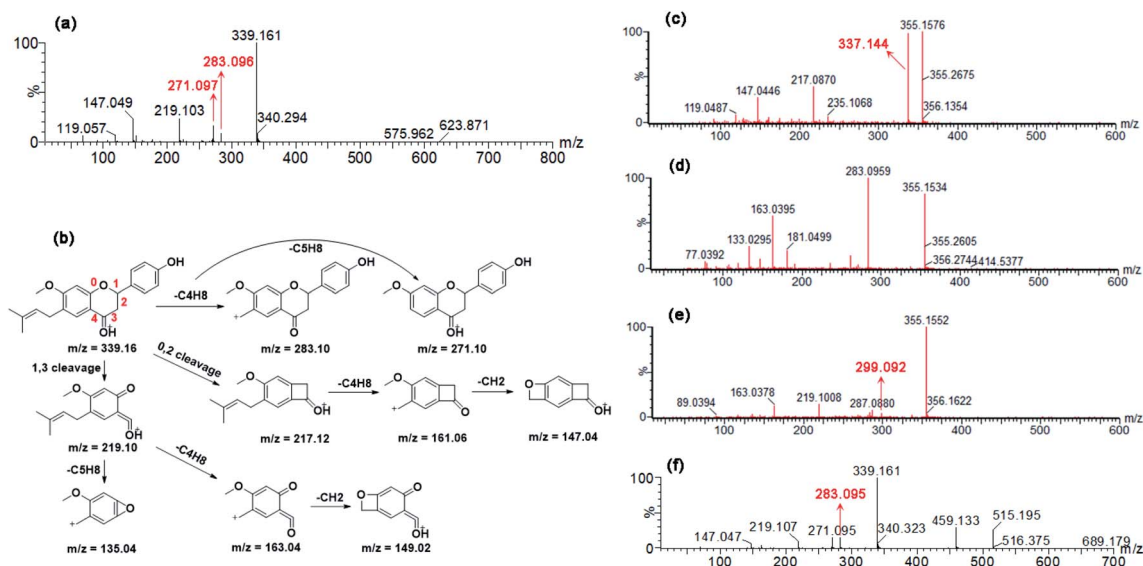 (a)
339.161
283.096
271.097
147.049
219.103
119.057
340.294
575.962
623.871
100
%
0
100 200 300 400 500 600 700 800
m/z
(b)
OH
O
0
1
2
3
4
OH
+
m/z = 339.16
-C5H8
-C4H8
m/z = 283.10
m/z = 271.10
1,3 cleavage
0,2 cleavage
m/z = 217.12
-C4H8
m/z = 161.06
-CH2
m/z = 147.04
m/z = 219.10
-C5H8
-C4H8
m/z = 135.04
m/z = 163.04
-CH2
m/z = 149.02
(c)
355.1576
337.144
217.0870
147.0446
119.0487
235.1068
355.2675
356.1354
100
%
0
100 200 300 400 500 600
m/z
(d)
283.0959
355.1534
163.0395
133.0295
181.0499
77.0392
355.2605
356.2744
414.5377
100
%
0
100 200 300 400 500 600
m/z
(e)
355.1552
299.092
163.0378
219.1008
287.0880
89.0394
356.1622
100
%
0
100 200 300 400 500 600
m/z
(f)
339.161
283.095
219.107
271.095
147.047
340.323
459.133
515.195
516.375
689.179
100
%
0
100 200 300 400 500 600 700
m/z